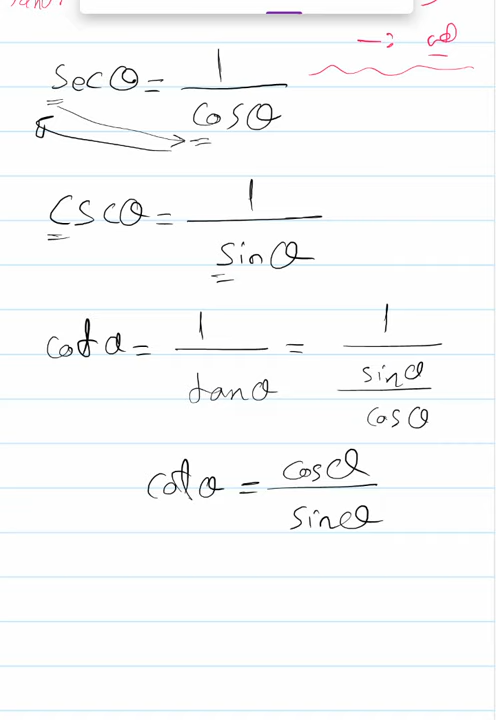 secθ = 1/cosθ
cscθ = 1/sinθ
cotθ = 1/tanθ = 1/(sinθ/cosθ)
cotθ = cosθ/sinθ